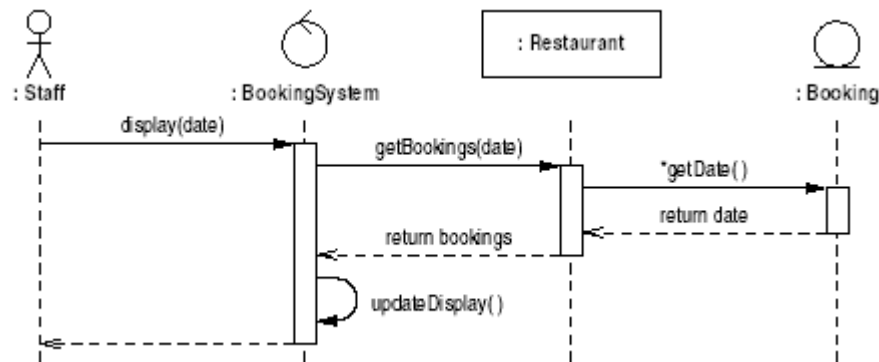 : Restaurant
: Staff
: BookingSystem
: Booking
display(date)
getBookings(date)
*getDate()
return date
return bookings
updateDisplay()